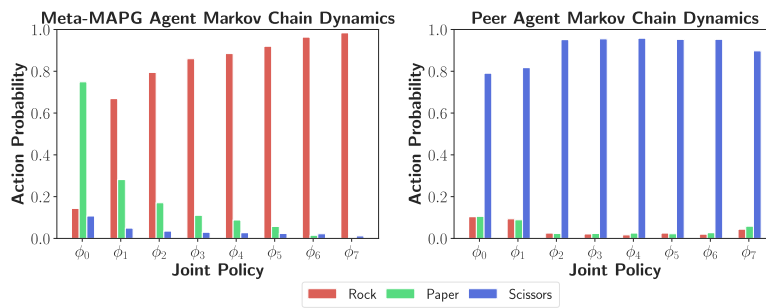 Meta-MAPG Agent Markov Chain Dynamics
Action Probability
1.0
0.8
0.6
0.4
0.2
0.0
ϕ0 ϕ1 ϕ2 ϕ3 ϕ4 ϕ5 ϕ6 ϕ7
Joint Policy
Peer Agent Markov Chain Dynamics
Action Probability
1.0
0.8
0.6
0.4
0.2
0.0
ϕ0 ϕ1 ϕ2 ϕ3 ϕ4 ϕ5 ϕ6 ϕ7
Joint Policy
Rock Paper Scissors